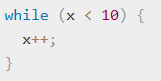 while (x < 10) {
  x++;
}